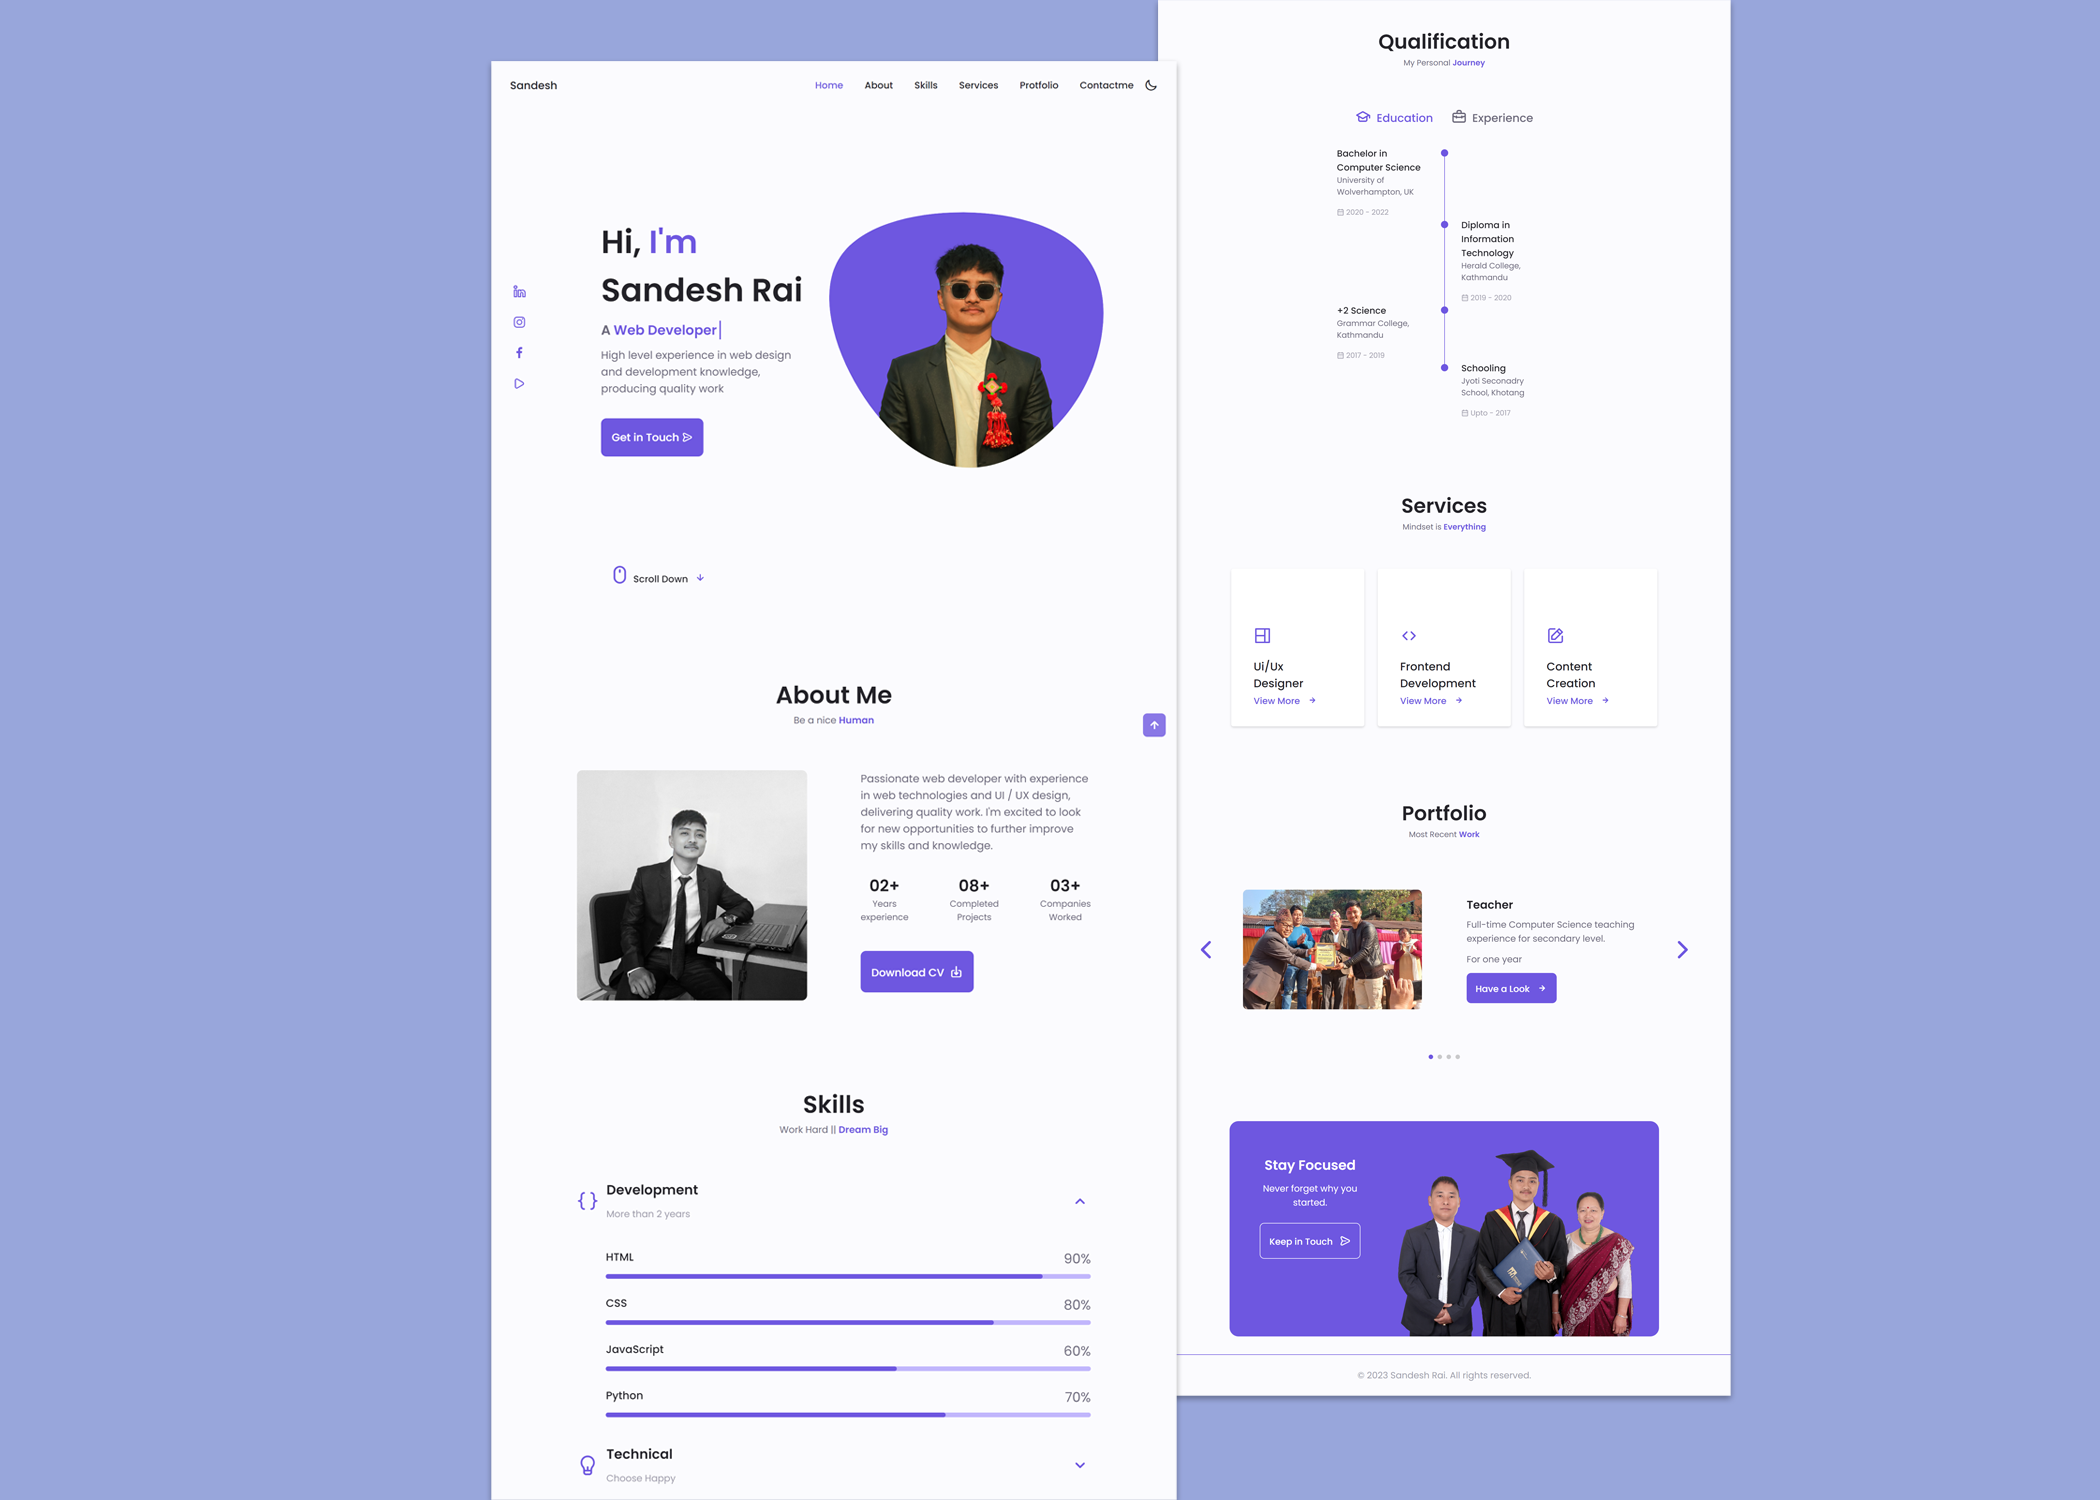 Sandesh
Home About Skills Services Protfolio Contactme
Hi, I'm
Sandesh Rai
A Web Developer
High level experience in web design
and development knowledge,
producing quality work
Get in Touch
Scroll Down
About Me
Be a nice Human
Passionate web developer with experience
in web technologies and UI / UX design,
delivering quality work. I'm excited to look
for new opportunities to further improve
my skills and knowledge.
02+ 08+ 03+
Years Completed Companies
experience Projects Worked
Download CV
Skills
Work Hard || Dream Big
Development
More than 2 years
HTML 90%
CSS 80%
JavaScript 60%
Python 70%
Technical
Choose Happy
Qualification
My Personal Journey
Education Experience
Bachelor in
Computer Science
University of
Wolverhampton, UK
2020 - 2022
Diploma in
Information
Technology
Herald College,
Kathmandu
2019 - 2020
+2 Science
Grammar College,
Kathmandu
2017 - 2019
Schooling
Jyoti Seconadry
School, Khotang
Upto - 2017
Services
Mindset is Everything
Ui/Ux
Designer
View More
Frontend
Development
View More
Content
Creation
View More
Portfolio
Most Recent Work
Teacher
Full-time Computer Science teaching
experience for secondary level.
For one year
Have a Look
Stay Focused
Never forget why you
started.
Keep in Touch
© 2023 Sandesh Rai. All rights reserved.